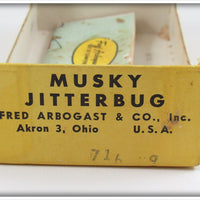 MUSKY
JITTERBUG
FRED ARBOGAST & CO., Inc.
Akron 3, Ohio U. S. A.